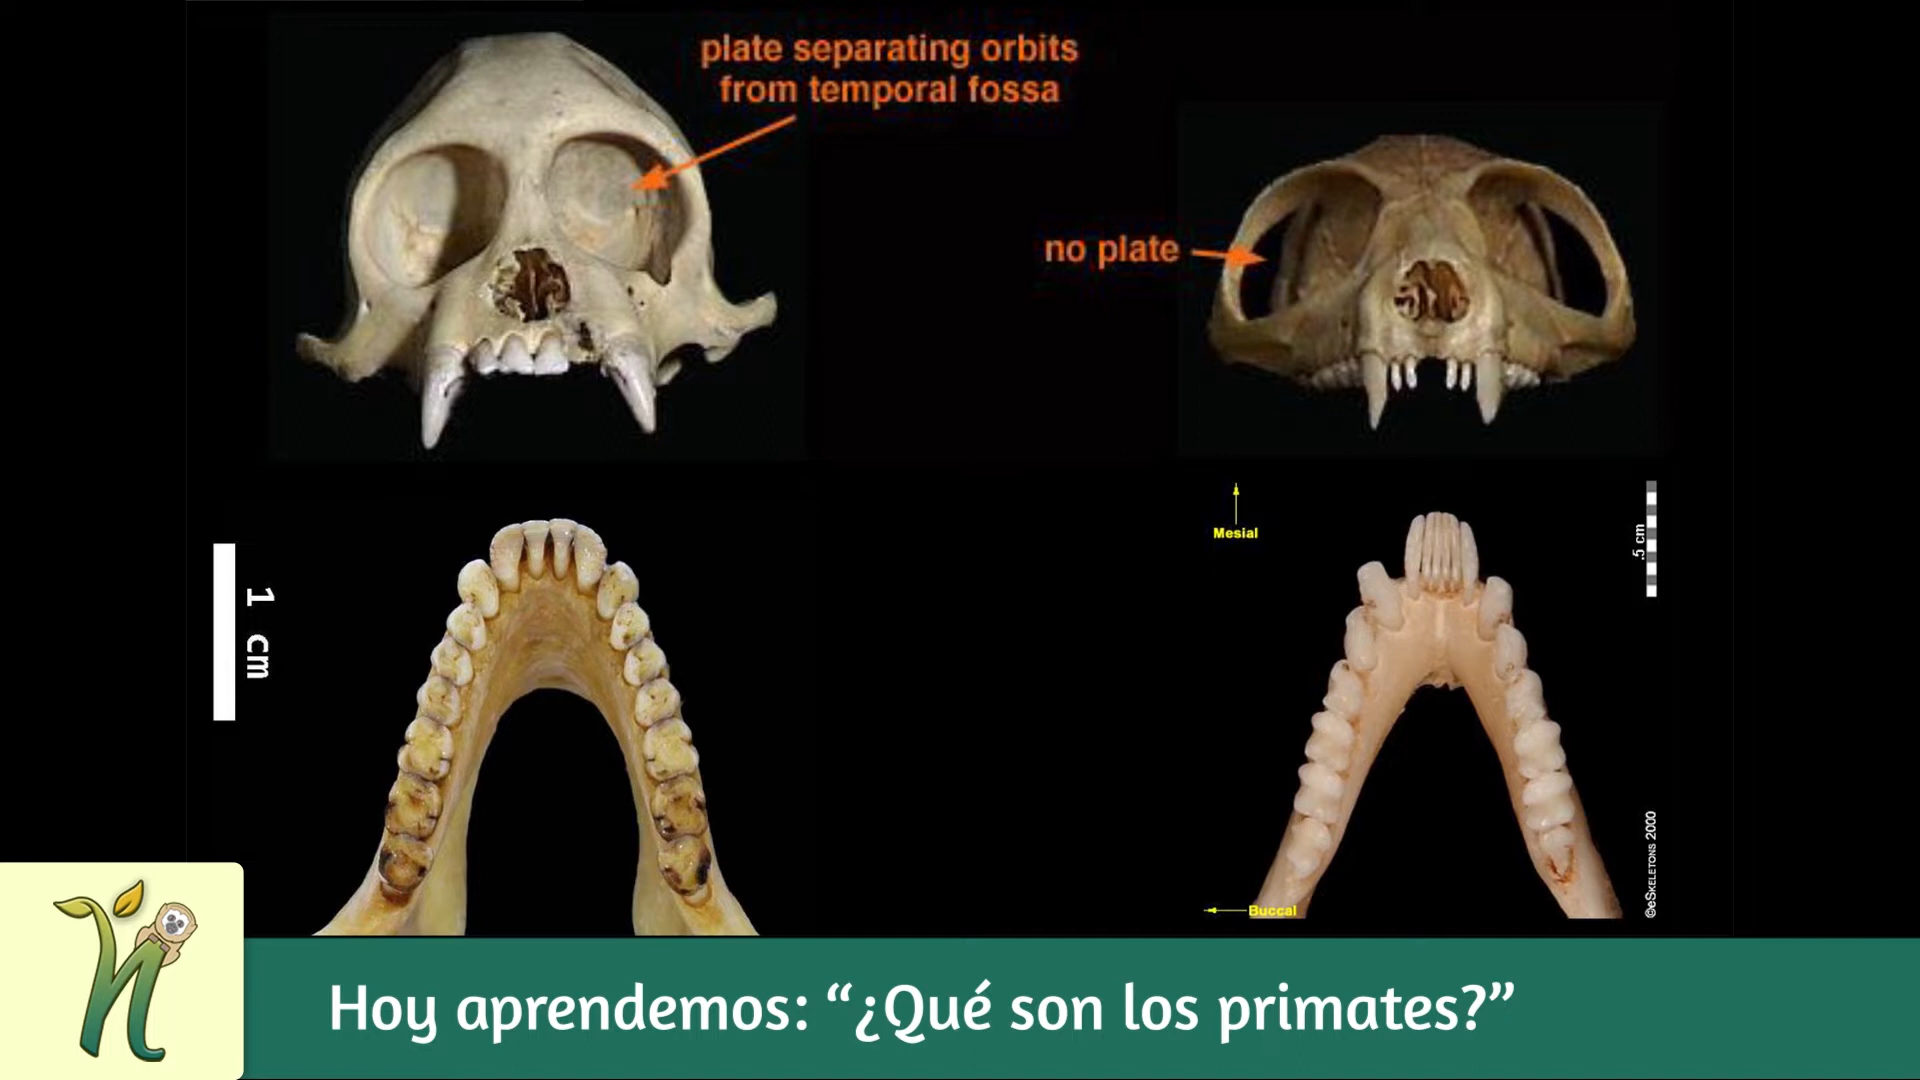 plate separating orbits
from temporal fossa
no plate
Mesial
.5 cm
1 cm
©eSKELETONS 2000
Buccal
Hoy aprendemos: “¿Qué son los primates?”